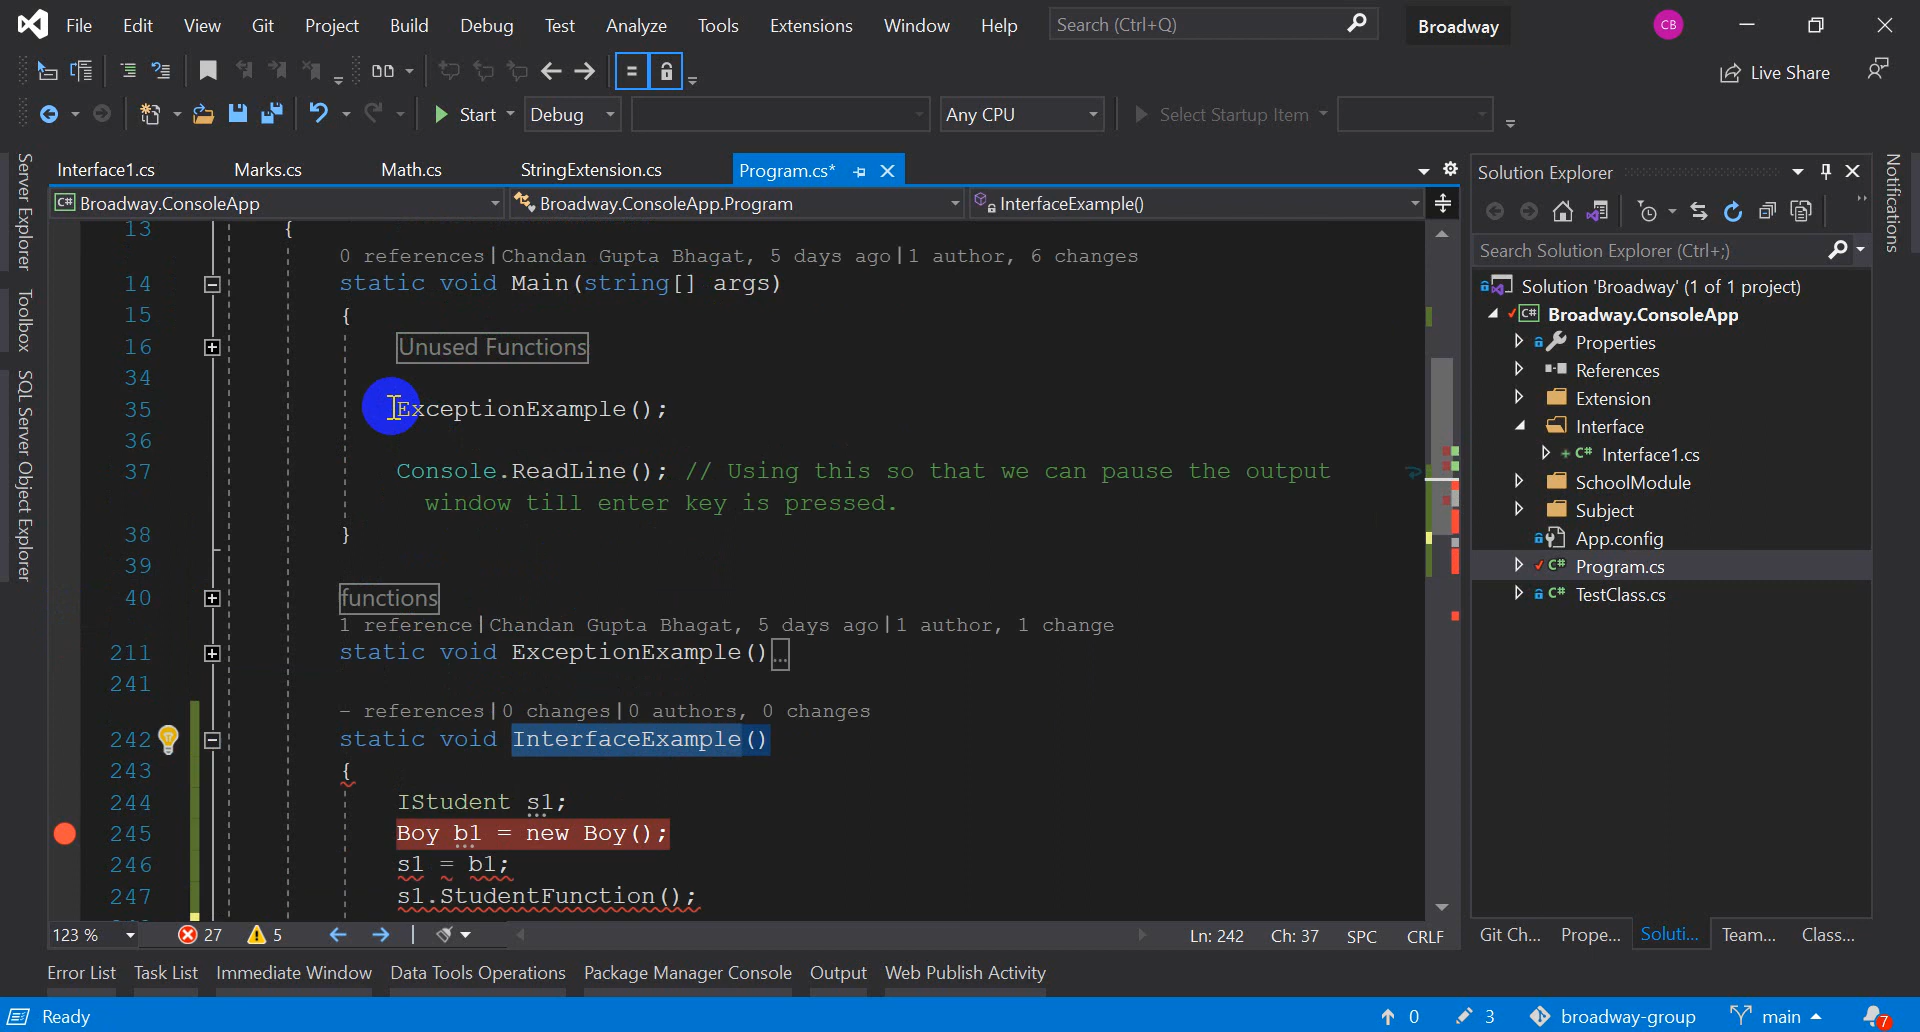 File Edit View Git Project Build Debug Test Analyze Tools Extensions Window Help Search (Ctrl+Q) Broadway CB
Live Share
Start Debug Any CPU Select Startup Item
Server Explorer
Toolbox
SQL Server Object Explorer
Interface1.cs Marks.cs Math.cs StringExtension.cs Program.cs*
C# Broadway.ConsoleApp Broadway.ConsoleApp.Program InterfaceExample()
13 {
0 references|Chandan Gupta Bhagat, 5 days ago|1 author, 6 changes
14 static void Main(string[] args)
15 {
16 Unused Functions
34
35 ExceptionExample();
36
37 Console.ReadLine(); // Using this so that we can pause the output
window till enter key is pressed.
38 }
39
40 functions
1 reference|Chandan Gupta Bhagat, 5 days ago|1 author, 1 change
211 static void ExceptionExample()...
241
– references|0 changes|0 authors, 0 changes
242 static void InterfaceExample()
243 {
244 IStudent s1;
245 Boy b1 = new Boy();
246 s1 = b1;
247 s1.StudentFunction();
123 % 27 5 Ln: 242 Ch: 37 SPC CRLF
Solution Explorer
Search Solution Explorer (Ctrl+;)
Solution 'Broadway' (1 of 1 project)
C# Broadway.ConsoleApp
Properties
References
Extension
Interface
C# Interface1.cs
SchoolModule
Subject
App.config
C# Program.cs
C# TestClass.cs
Git Ch... Prope... Soluti... Team... Class...
Notifications
Error List Task List Immediate Window Data Tools Operations Package Manager Console Output Web Publish Activity
Ready 0 3 broadway-group main 7